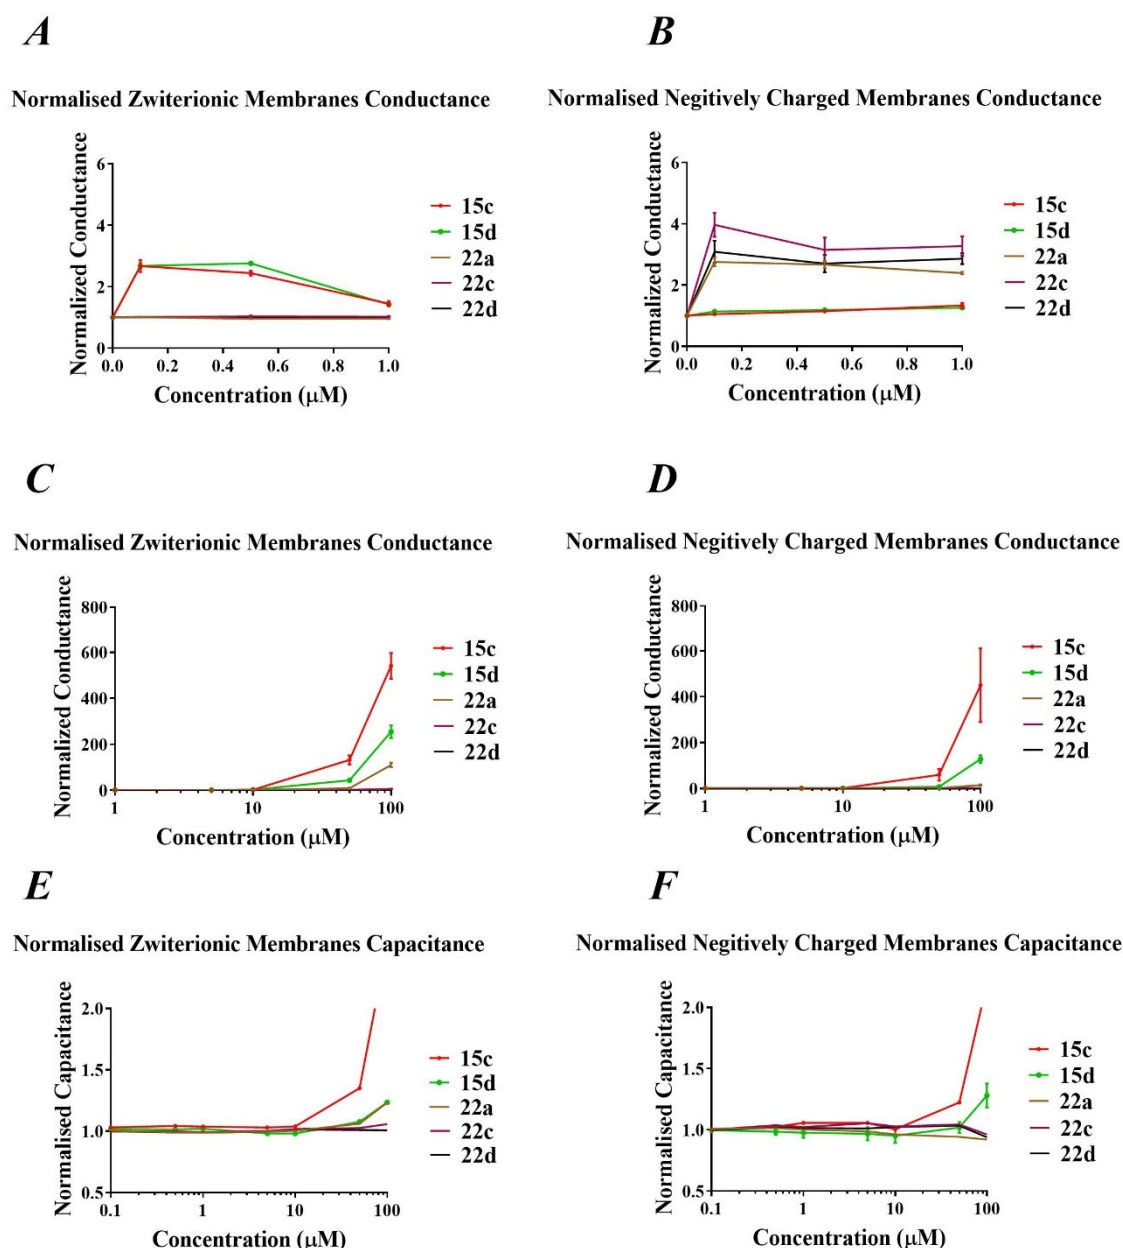 A
B
Normalised Zwiterionic Membranes Conductance
Normalised Negitively Charged Membranes Conductance
Normalized Conductance
6
4
2
0
0.0 0.2 0.4 0.6 0.8 1.0
Concentration (μM)
15c
15d
22a
22c
22d
Normalized Conductance
6
4
2
0
0.0 0.2 0.4 0.6 0.8 1.0
Concentration (μM)
15c
15d
22a
22c
22d
C
D
Normalised Zwiterionic Membranes Conductance
Normalised Negitively Charged Membranes Conductance
Normalized Conductance
800
600
400
200
0
1 10 100
Concentration (μM)
15c
15d
22a
22c
22d
Normalized Conductance
800
600
400
200
0
1 10 100
Concentration (μM)
15c
15d
22a
22c
22d
E
F
Normalised Zwiterionic Membranes Capacitance
Normalised Negitively Charged Membranes Capacitance
Normalised Capacitance
2.0
1.5
1.0
0.5
0.1 1 10 100
Concentration (μM)
15c
15d
22a
22c
22d
Normalised Capacitance
2.0
1.5
1.0
0.5
0.1 1 10 100
Concentration (μM)
15c
15d
22a
22c
22d